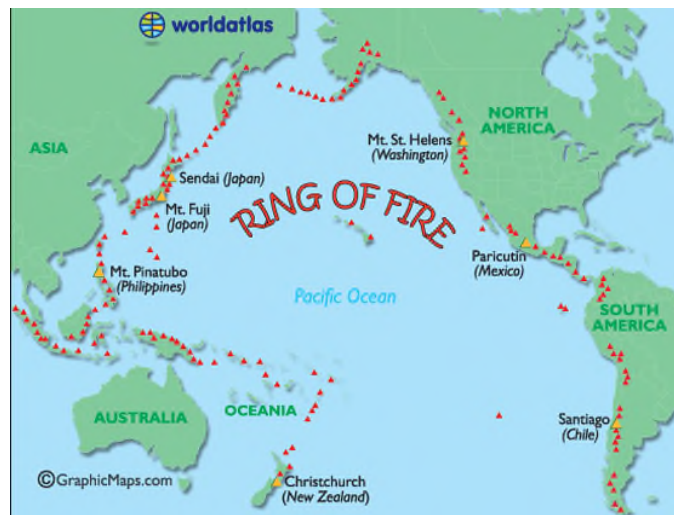 worldatlas
ASIA
NORTH
AMERICA
Mt. St. Helens
(Washington)
Sendai (Japan)
Mt. Fuji
(Japan)
RING OF FIRE
Paricutin
(Mexico)
Mt. Pinatubo
(Philippines)
Pacific Ocean
SOUTH
AMERICA
AUSTRALIA
OCEANIA
Santiago
(Chile)
©GraphicMaps.com
Christchurch
(New Zealand)